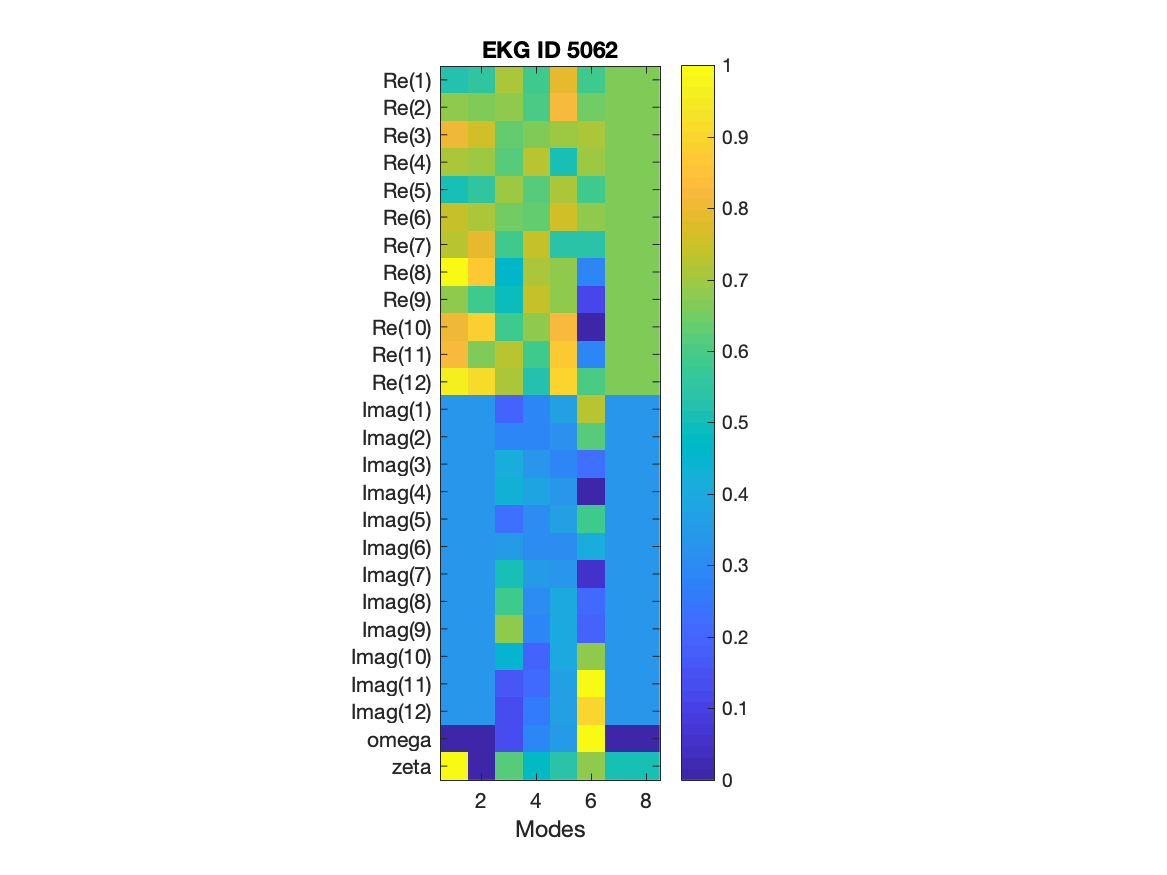 EKG ID 5062
Re(1)
Re(2)
Re(3)
Re(4)
Re(5)
Re(6)
Re(7)
Re(8)
Re(9)
Re(10)
Re(11)
Re(12)
Imag(1)
Imag(2)
Imag(3)
Imag(4)
Imag(5)
Imag(6)
Imag(7)
Imag(8)
Imag(9)
Imag(10)
Imag(11)
Imag(12)
omega
zeta
2 4 6 8
Modes
1
0.9
0.8
0.7
0.6
0.5
0.4
0.3
0.2
0.1
0